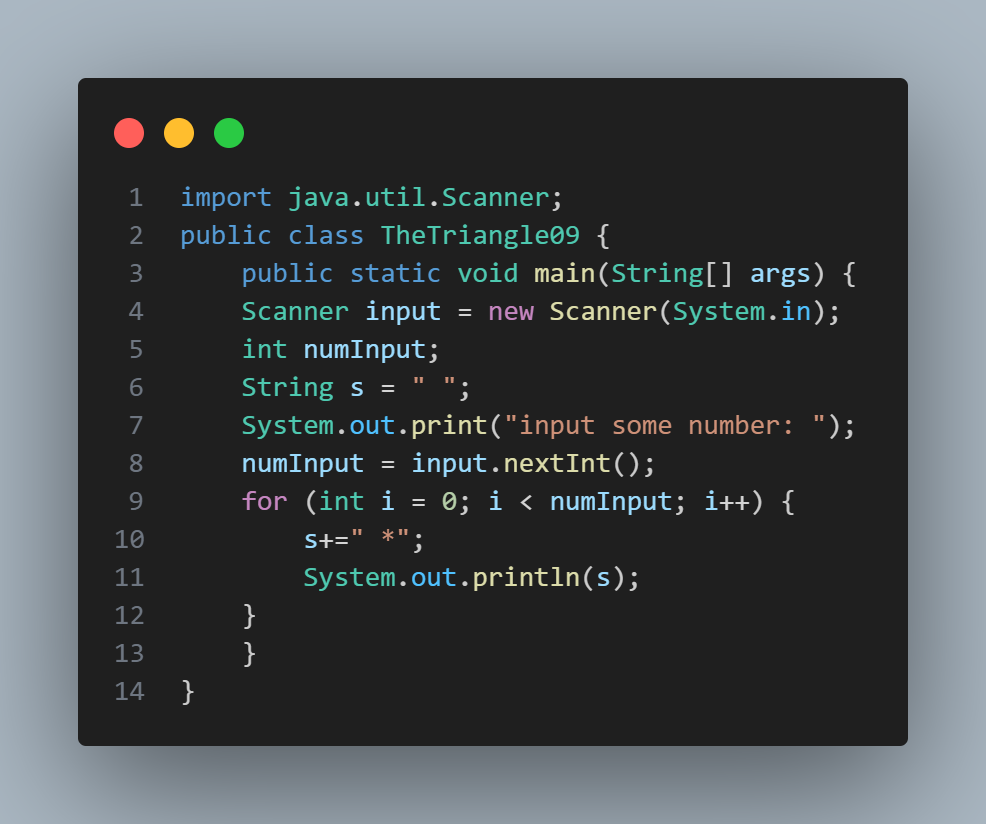 1 import java.util.Scanner;
2 public class TheTriangle09 {
3     public static void main(String[] args) {
4     Scanner input = new Scanner(System.in);
5     int numInput;
6     String s = " ";
7     System.out.print("input some number: ");
8     numInput = input.nextInt();
9     for (int i = 0; i < numInput; i++) {
10         s+=" *";
11         System.out.println(s);
12     }
13     }
14 }